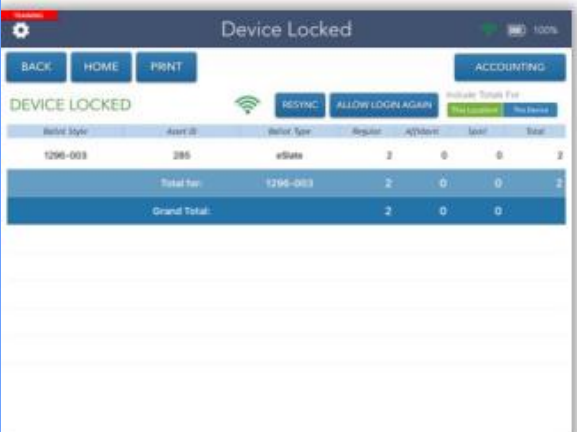 Device Locked 100%
BACK HOME PRINT ACCOUNTING
Include Totals For
DEVICE LOCKED RESYNC ALLOW LOGIN AGAIN This Location This Device
Ballot Style Asset ID Ballot Type Regular Affidavit Spoil Total
1296-003 285 eSlate 2 0 0 2
Total for: 1296-003 2 0 0 2
Grand Total: 2 0 0